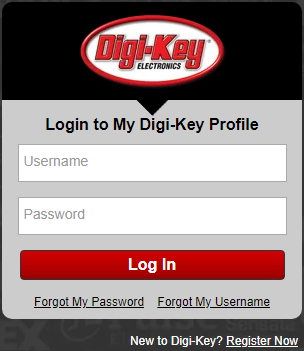 Digi-Key
ELECTRONICS
Login to My Digi-Key Profile
Username
Password
Log In
Forgot My Password Forgot My Username
New to Digi-Key? Register Now